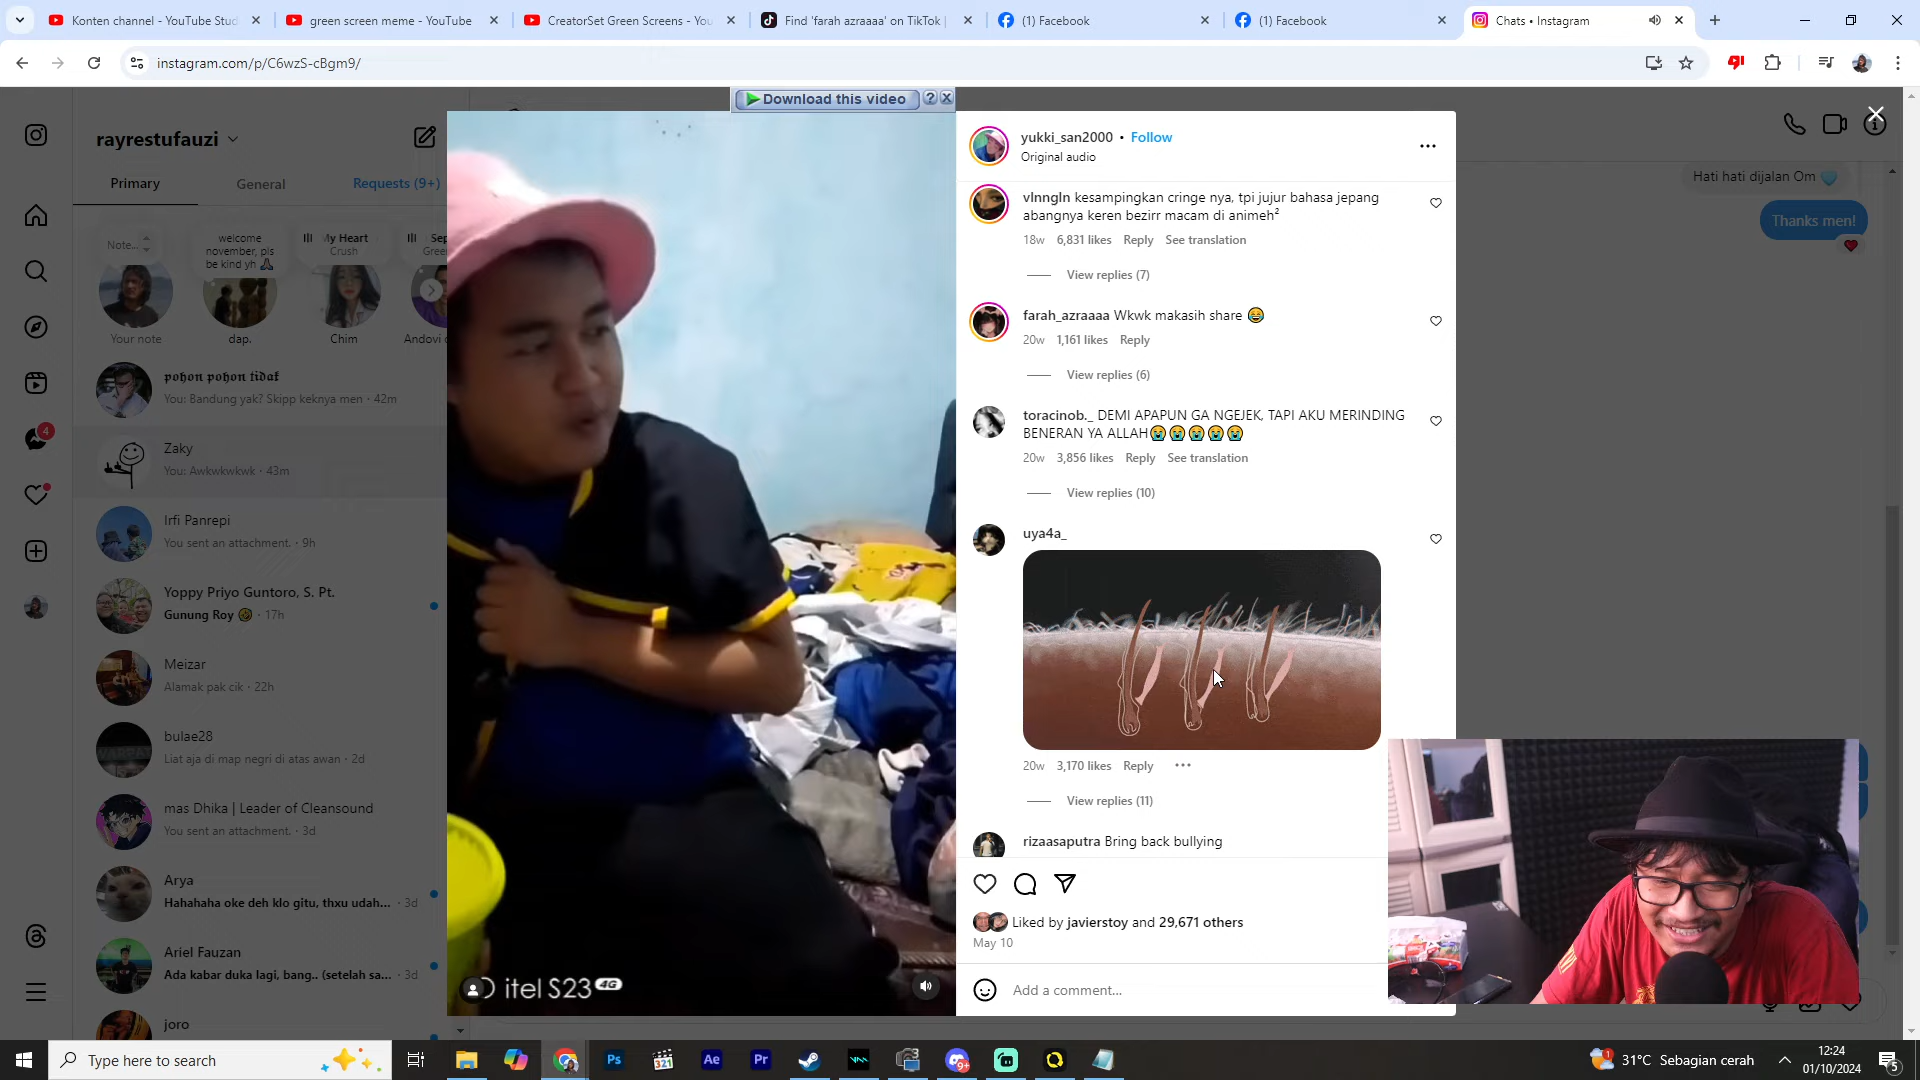 Konten channel - YouTube Stud
green screen meme - YouTube
CreatorSet Green Screens - You
Find 'farah azraaaa' on TikTok |
(1) Facebook
(1) Facebook
Chats • Instagram
instagram.com/p/C6wzS-cBgm9/
Download this video
rayrestufauzi
Primary
General
Requests (9+)
Note...
welcome
november, pls
be kind yh 🙏🏿
My Heart
Crush
Sep
Gree
Your note
dap.
Chim
Andovi d
𝖕𝖔𝖍𝖔𝖓 𝖕𝖔𝖍𝖔𝖓 𝖙𝖎𝖉𝖆𝖐
You: Bandung yak? Skipp keknya men · 42m
Zaky
You: Awkwkwkwk · 43m
Irfi Panrepi
You sent an attachment. · 9h
Yoppy Priyo Guntoro, S. Pt.
Gunung Roy 🤣 · 17h
Meizar
Alamak pak cik · 22h
bulae28
Liat aja di map negri di atas awan · 2d
mas Dhika | Leader of Cleansound
You sent an attachment. · 3d
Arya
Hahahaha oke deh klo gitu, thxu udah... · 3d
Ariel Fauzan
Ada kabar duka lagi, bang.. (setelah sa... · 3d
joro
4
itel S23 4G
yukki_san2000 • Follow
Original audio
vlnngln kesampingkan cringe nya, tpi jujur bahasa jepang
abangnya keren bezirr macam di animeh²
18w 6,831 likes Reply See translation
View replies (7)
farah_azraaaa Wkwk makasih share 😂
20w 1,161 likes Reply
View replies (6)
toracinob._ DEMI APAPUN GA NGEJEK, TAPI AKU MERINDING
BENERAN YA ALLAH😭😭😭😭😭
20w 3,856 likes Reply See translation
View replies (10)
uya4a_
20w 3,170 likes Reply
View replies (11)
rizaasaputra Bring back bullying
Liked by javierstoy and 29,671 others
May 10
Add a comment...
Hati hati dijalan Om 🩵
Thanks men!
Type here to search
Ps
321
Ae
Pr
9+
1
31°C Sebagian cerah
12:24
01/10/2024
5